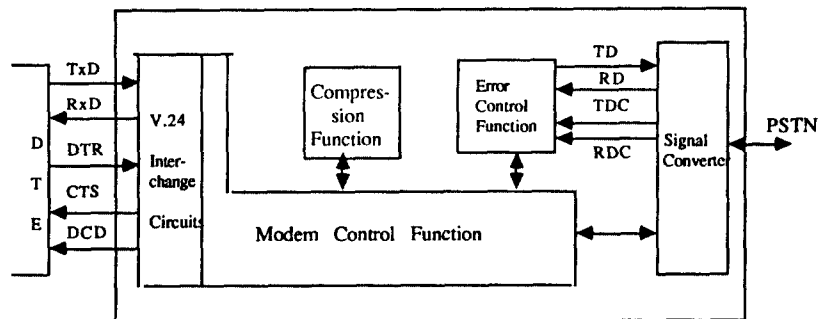 TxD
RxD
DTR
CTS
DCD
D
T
E
V.24
Inter-
change
Circuits
Compres-
sion
Function
Error
Control
Function
TD
RD
TDC
RDC
Signal
Converte
PSTN
Modem Control Function